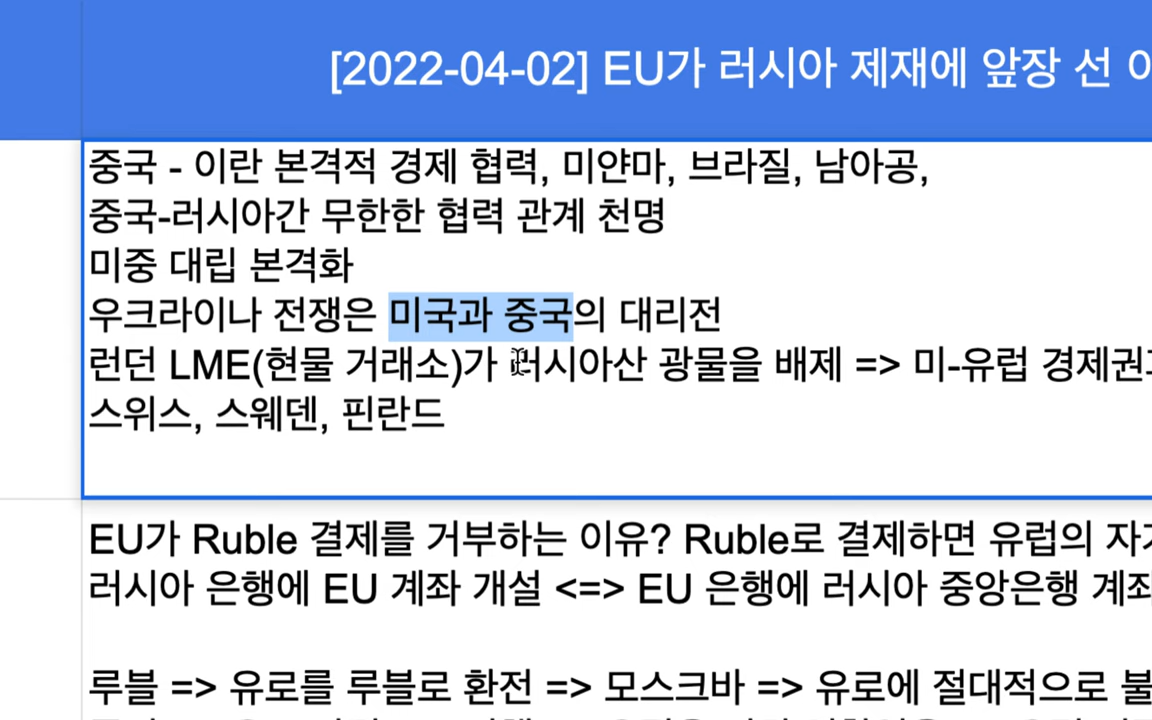 [2022-04-02] EU가 러시아 제재에 앞장 선
중국 - 이란 본격적 경제 협력, 미얀마, 브라질, 남아공,
중국-러시아간 무한한 협력 관계 천명
미중 대립 본격화
우크라이나 전쟁은 미국과 중국의 대리전
런던 LME(현물 거래소)가 러시아산 광물을 배제 => 미-유럽 경제권
스위스, 스웨덴, 핀란드
EU가 Ruble 결제를 거부하는 이유? Ruble로 결제하면 유럽의
러시아 은행에 EU 계좌 개설 <=> EU 은행에 러시아 중앙은행 계좌
루블 => 유로를 루블로 환전 => 모스크바 => 유로에 절대적으로